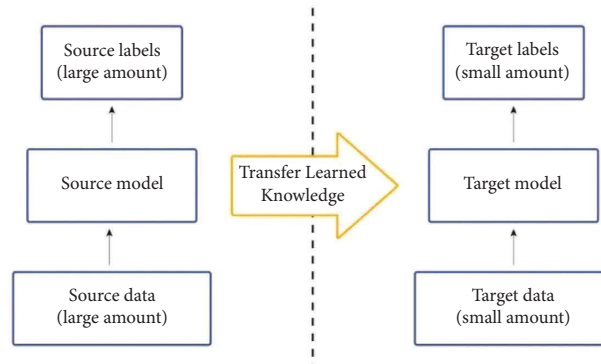 Source labels
(large amount)
Source model
Source data
(large amount)
Transfer Learned
Knowledge
Target labels
(small amount)
Target model
Target data
(small amount)